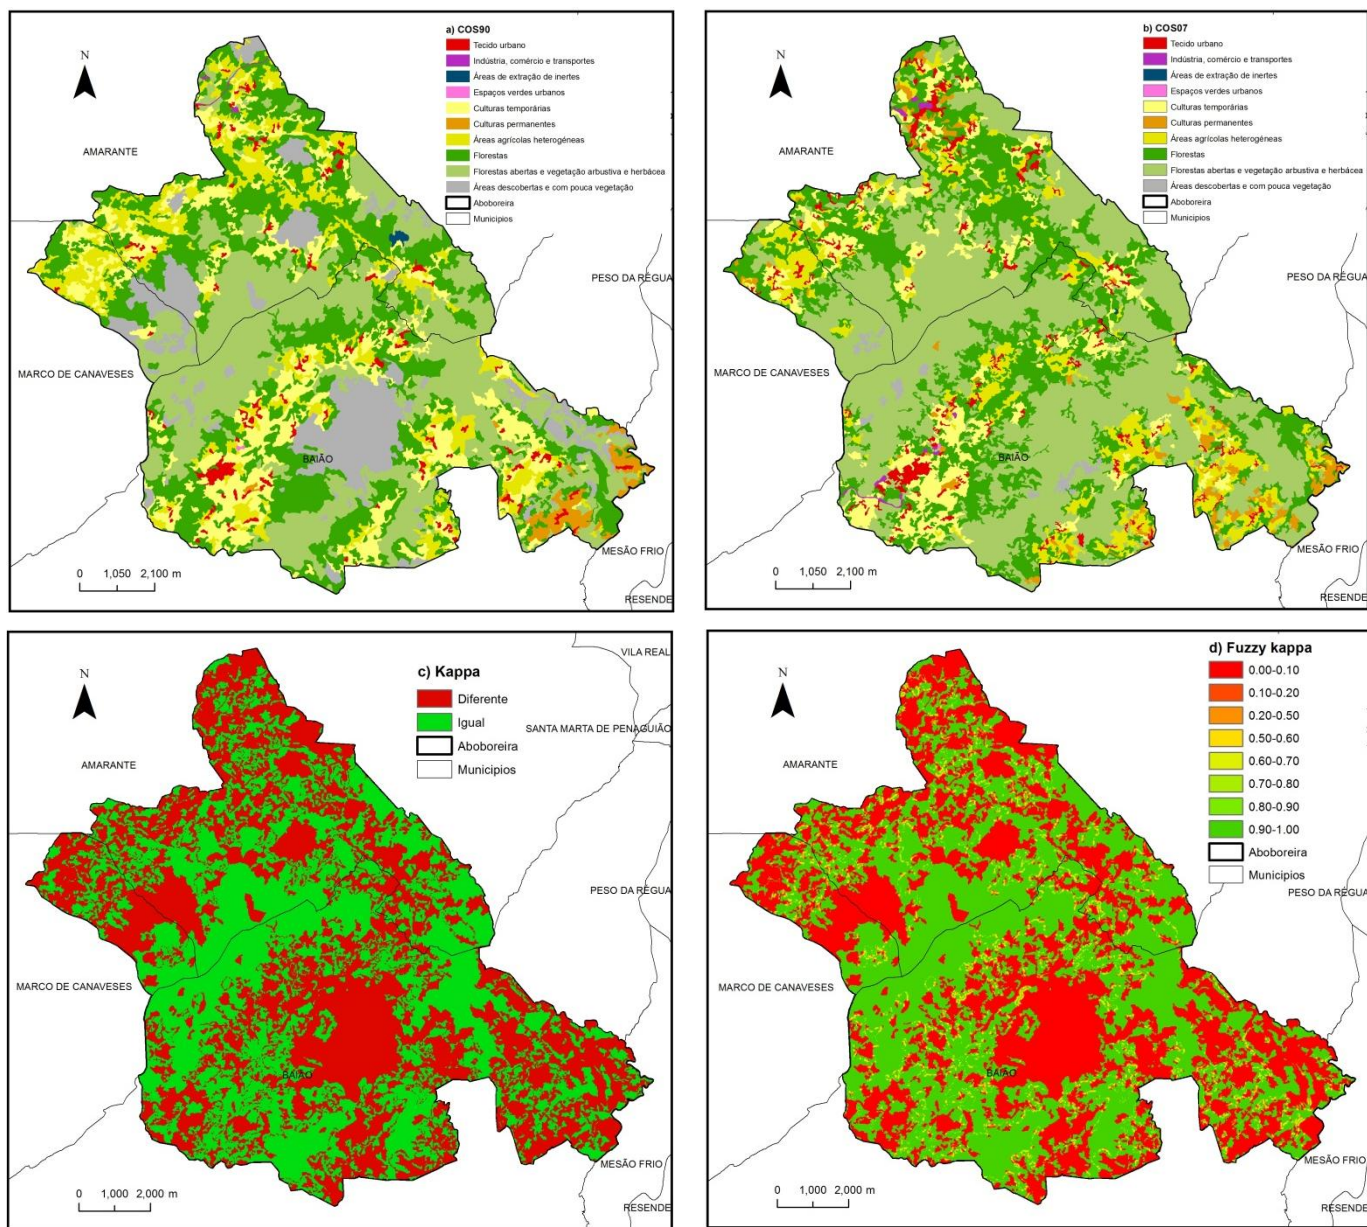 a) COS90
N
Tecido urbano
Indústria, comércio e transportes
Áreas de extração de inertes
Espaços verdes urbanos
Culturas temporárias
Culturas permanentes
Áreas agrícolas heterogéneas
Florestas
Florestas abertas e vegetação arbustiva e herbácea
Áreas descobertas e com pouca vegetação
Aboboreira
Municipios
AMARANTE
PESO DA RÉGUA
MARCO DE CANAVESES
BAIÃO
MESÃO FRIO
RESENDE
0 1,050 2,100 m
b) COS07
N
Tecido urbano
Indústria, comércio e transportes
Áreas de extração de inertes
Espaços verdes urbanos
Culturas temporárias
Culturas permanentes
Áreas agrícolas heterogéneas
Florestas
Florestas abertas e vegetação arbustiva e herbácea
Áreas descobertas e com pouca vegetação
Aboboreira
Municipios
AMARANTE
PESO DA RÉGUA
MARCO DE CANAVESES
BAIÃO
MESÃO FRIO
RESENDE
0 1,050 2,100 m
c) Kappa
N
Diferente
Igual
Aboboreira
Municipios
VILA REAL
SANTA MARTA DE PENAGUIÃO
AMARANTE
PESO DA RÉGUA
MARCO DE CANAVESES
BAIÃO
MESÃO FRIO
RESENDE
0 1,000 2,000 m
d) Fuzzy kappa
N
0.00-0.10
0.10-0.20
0.20-0.50
0.50-0.60
0.60-0.70
0.70-0.80
0.80-0.90
0.90-1.00
Aboboreira
Municipios
AMARANTE
PESO DA RÉGUA
MARCO DE CANAVESES
BAIÃO
MESÃO FRIO
RESENDE
0 1,000 2,000 m